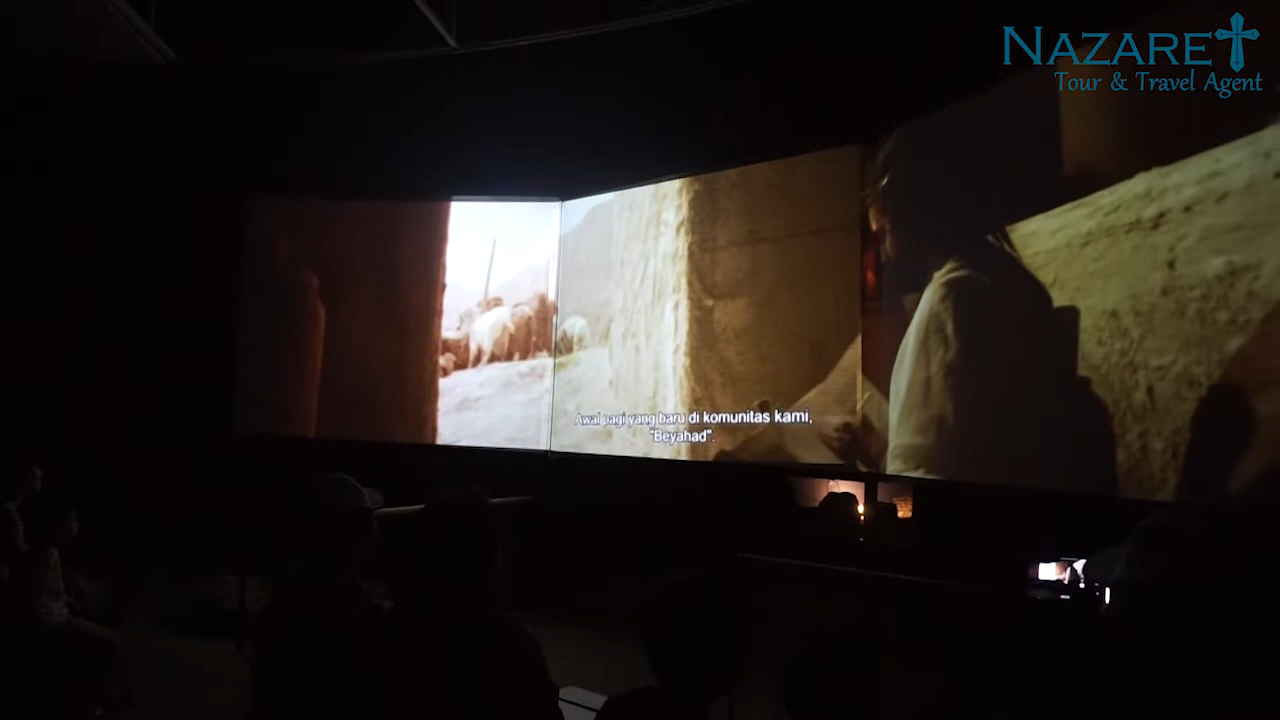 NAZARET
Tour & Travel Agent
Awal pagi yang baru di komunitas kami,
"Beyahad".